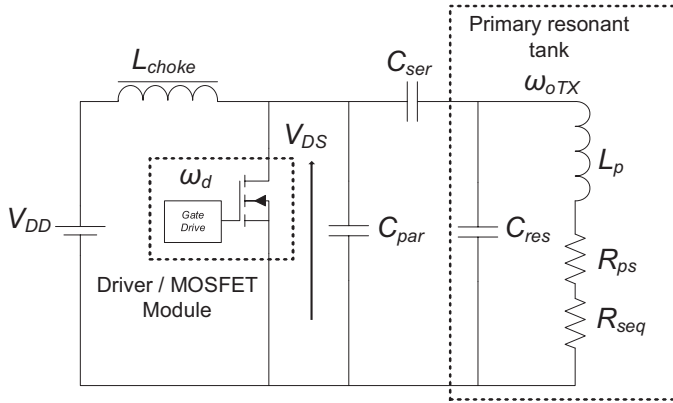 Primary resonant
tank
L_choke
C_ser
ω_oTX
V_DS
L_p
ω_d
V_DD
Gate
Drive
C_par
C_res
R_ps
Driver / MOSFET
Module
R_seq